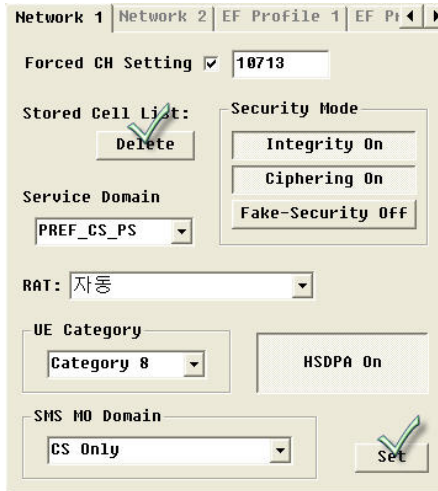 Network 1 Network 2 EF Profile 1
Forced CH Setting 10713
Stored Cell List:
Delete
Security Mode
Integrity On
Ciphering On
Fake-Security Off
Service Domain
PREF_CS_PS
RAT: 자동
UE Category
Category 8
HSDPA On
SMS MO Domain
CS Only
Set